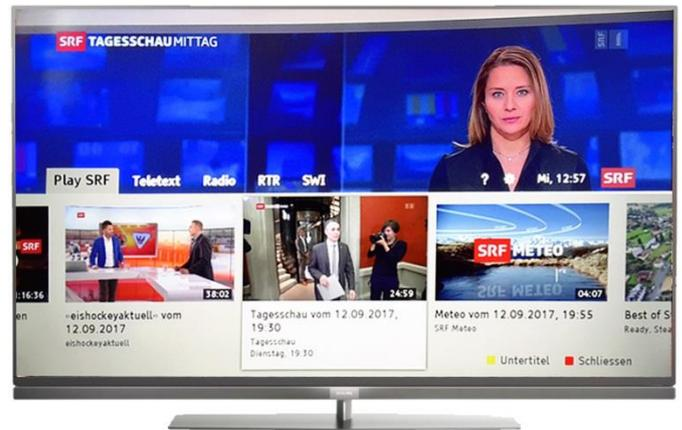 SRF TAGESSCHAU MITTAG
SRF 1
Play SRF Teletext Radio RTR SWI ? Mi, 12:57 SRF
SRF
1:16:36
38:02
24:59
SRF METEO
04:07
en
«eishockeyaktuell» vom
12.09.2017
eishockeyaktuell
Tagesschau vom 12.09.2017,
19:30
Tagesschau
Dienstag, 19:30
Meteo vom 12.09.2017, 19:55
SRF Meteo
Best of S
Ready, Stea
Untertitel Schliessen